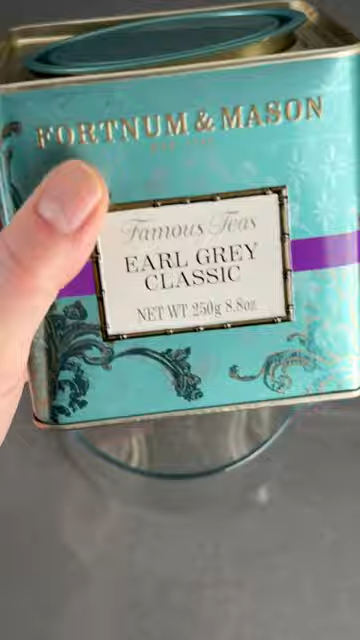 FORTNUM & MASON
Famous Teas
EARL GREY
CLASSIC
NET WT 250g 8.8oz